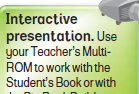 Interactive
presentation. Use
your Teacher's Multi-
ROM to work with the
Student's Book or with